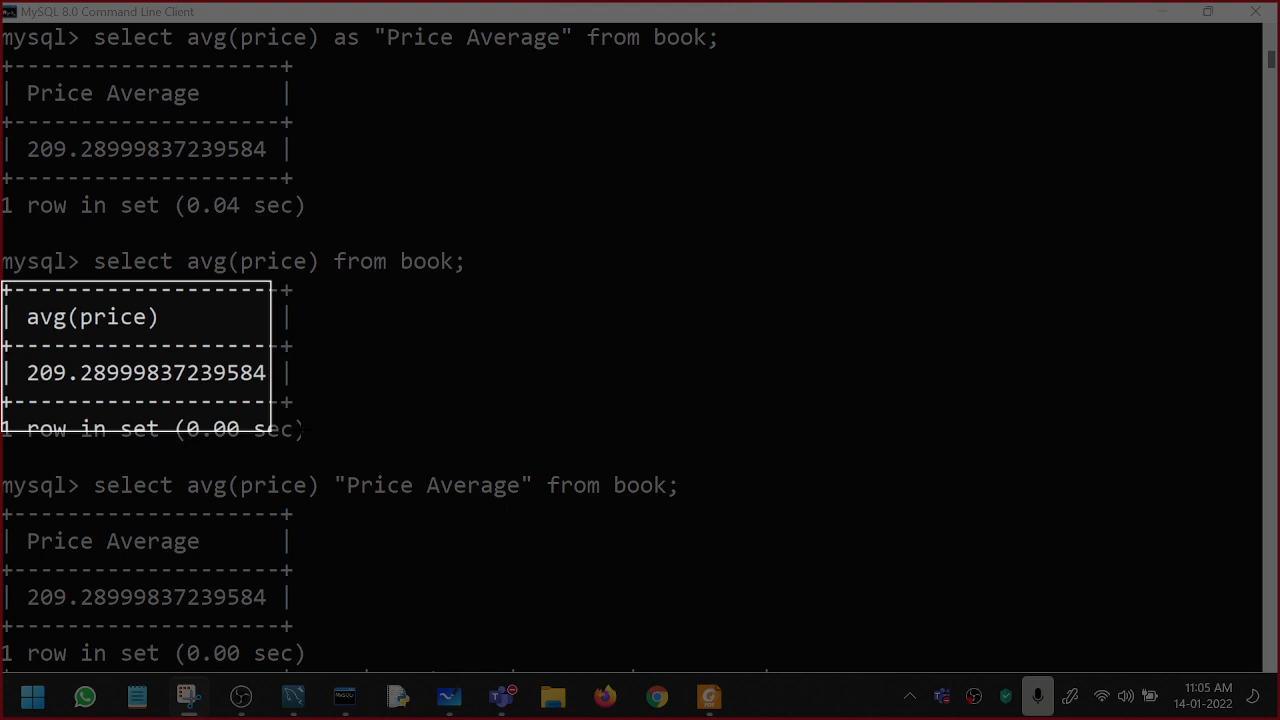 MySQL 8.0 Command Line Client
mysql> select avg(price) as "Price Average" from book;
+--------------------+
| Price Average      |
+--------------------+
| 209.28999837239584 |
+--------------------+
1 row in set (0.04 sec)
mysql> select avg(price) from book;
+--------------------+
| avg(price)         |
+--------------------+
| 209.28999837239584 |
+--------------------+
1 row in set (0.00 sec)
mysql> select avg(price) "Price Average" from book;
+--------------------+
| Price Average      |
+--------------------+
| 209.28999837239584 |
+--------------------+
1 row in set (0.00 sec)
11:05 AM
14-01-2022